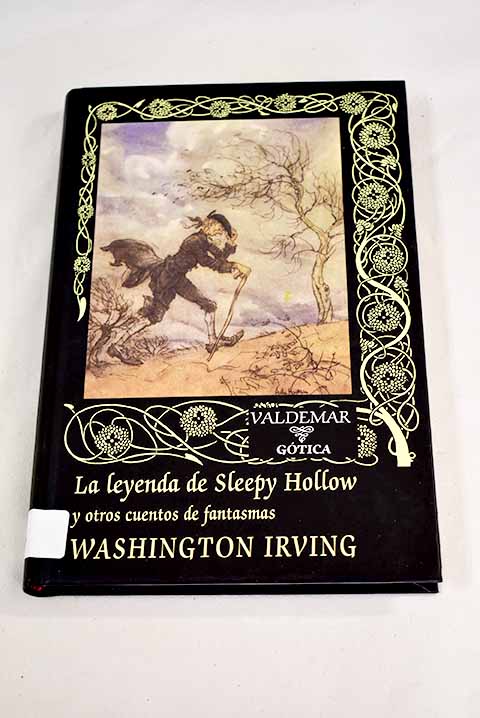 VALDEMAR
GÓTICA
La leyenda de Sleepy Hollow
y otros cuentos de fantasmas
WASHINGTON IRVING